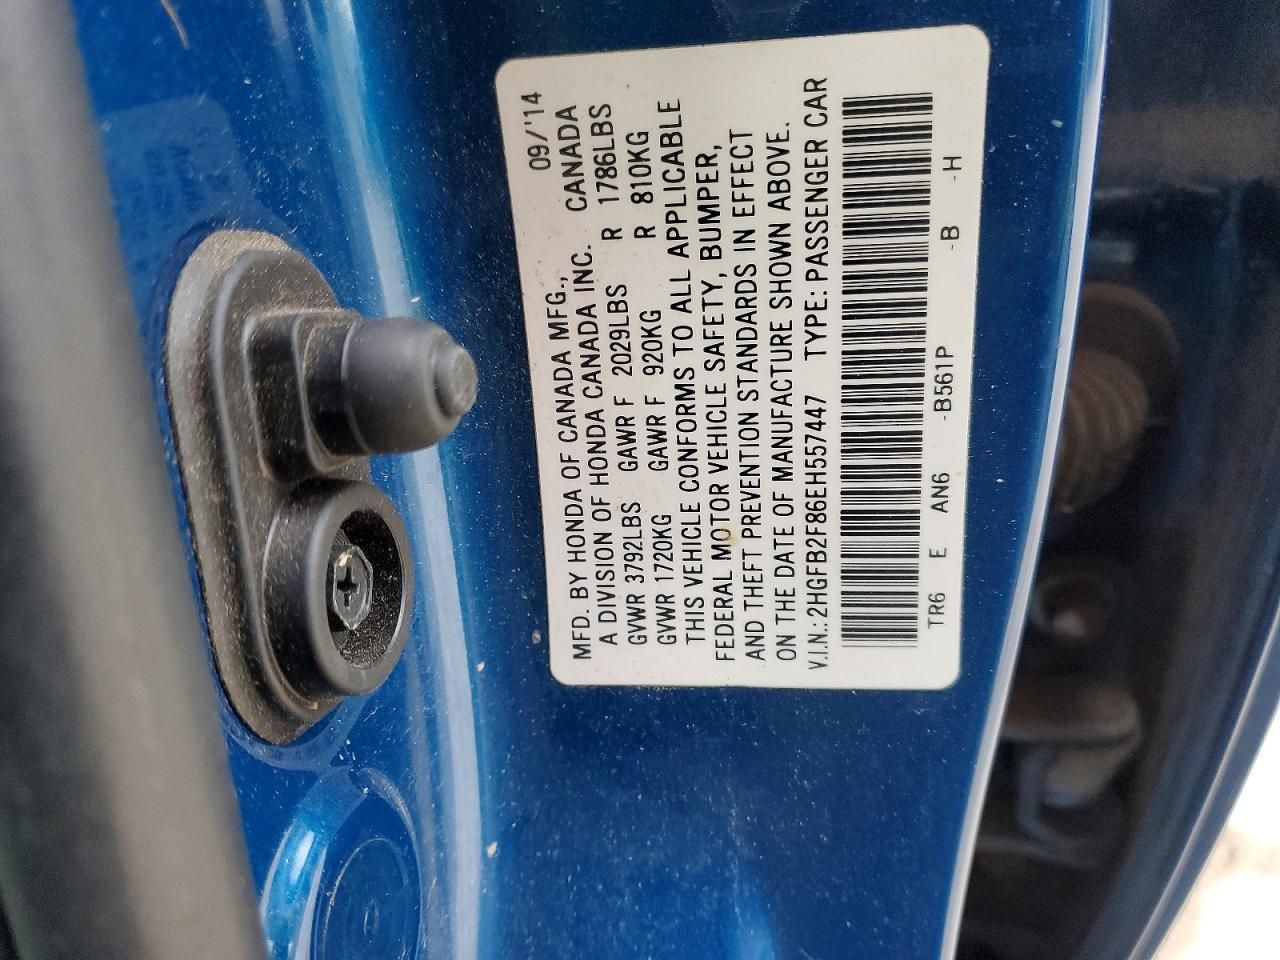 09/'14
MFD. BY HONDA OF CANADA MFG., CANADA
A DIVISION OF HONDA CANADA INC.
GVWR 3792LBS GAWR F 2029LBS R 1786LBS
GVWR 1720KG GAWR F 920KG R 810KG
THIS VEHICLE CONFORMS TO ALL APPLICABLE
FEDERAL MOTOR VEHICLE SAFETY, BUMPER,
AND THEFT PREVENTION STANDARDS IN EFFECT
ON THE DATE OF MANUFACTURE SHOWN ABOVE.
V.I.N.: 2HGFB2F86EH557447 TYPE: PASSENGER CAR
TR6 E AN6 -B561P -B -H